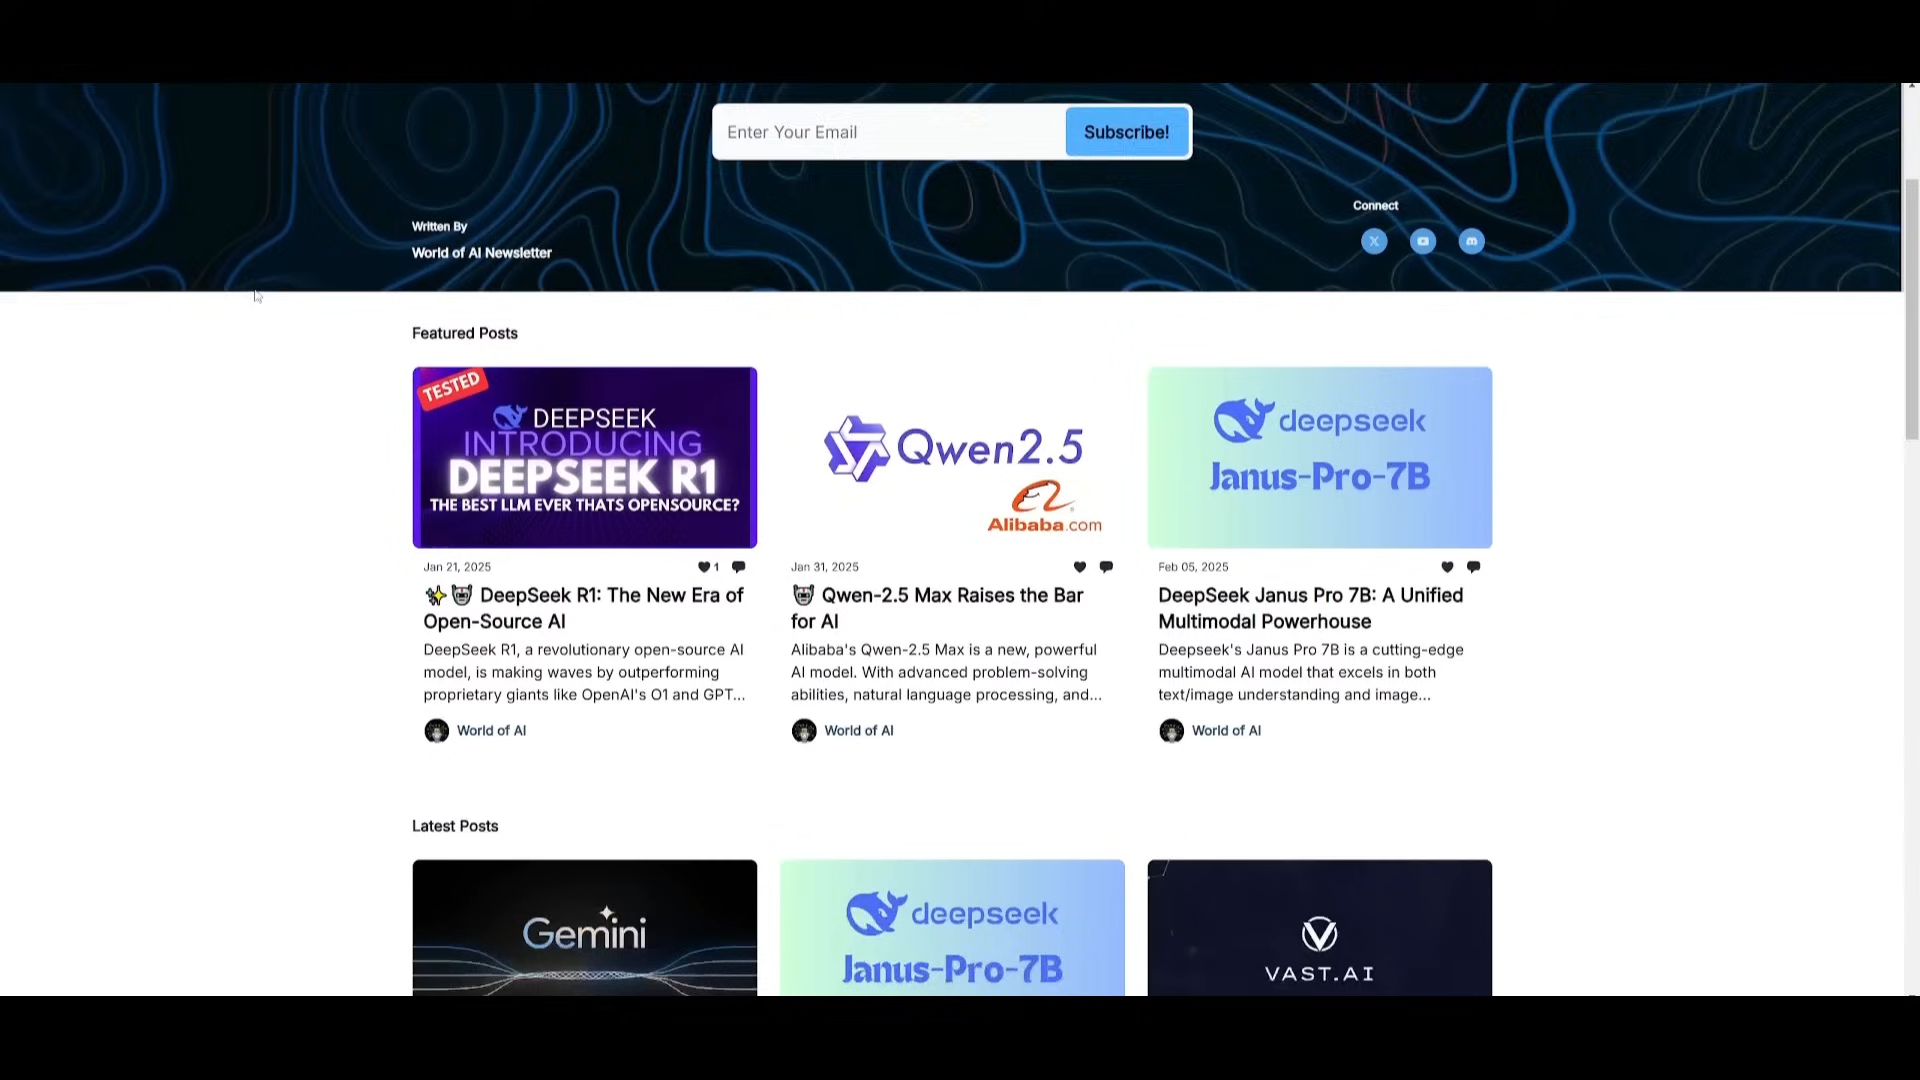 Enter Your Email
Subscribe!
Connect
Written By
World of AI Newsletter
Featured Posts
TESTED
DEEPSEEK
INTRODUCING
DEEPSEEK R1
THE BEST LLM EVER THATS OPENSOURCE?
Qwen2.5
Alibaba.com
deepseek
Janus-Pro-7B
Jan 21, 2025
1
✨🤖 DeepSeek R1: The New Era of
Open-Source AI
DeepSeek R1, a revolutionary open-source AI
model, is making waves by outperforming
proprietary giants like OpenAI's O1 and GPT...
World of AI
Jan 31, 2025
🤖 Qwen-2.5 Max Raises the Bar
for AI
Alibaba's Qwen-2.5 Max is a new, powerful
AI model. With advanced problem-solving
abilities, natural language processing, and...
World of AI
Feb 05, 2025
DeepSeek Janus Pro 7B: A Unified
Multimodal Powerhouse
Deepseek's Janus Pro 7B is a cutting-edge
multimodal AI model that excels in both
text/image understanding and image...
World of AI
Latest Posts
Gemini
deepseek
Janus-Pro-7B
VAST.AI